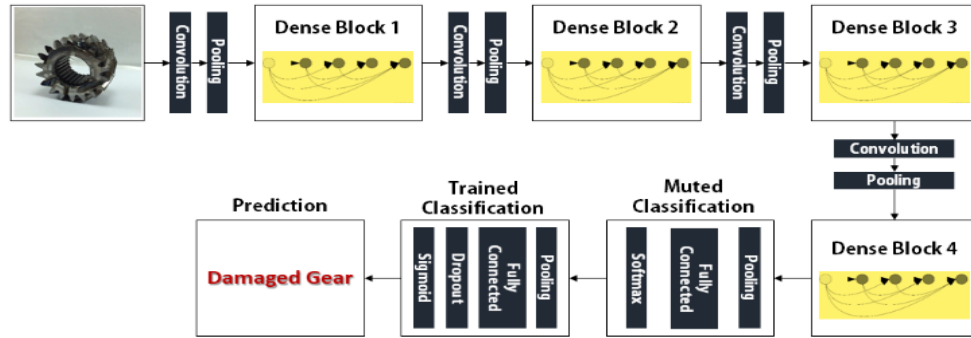 Convolution
Pooling
Dense Block 1
Convolution
Pooling
Dense Block 2
Convolution
Pooling
Dense Block 3
Convolution
Pooling
Dense Block 4
Muted
Classification
Pooling
Fully
Connected
Softmax
Trained
Classification
Pooling
Fully
Connected
Dropout
Sigmoid
Prediction
Damaged Gear